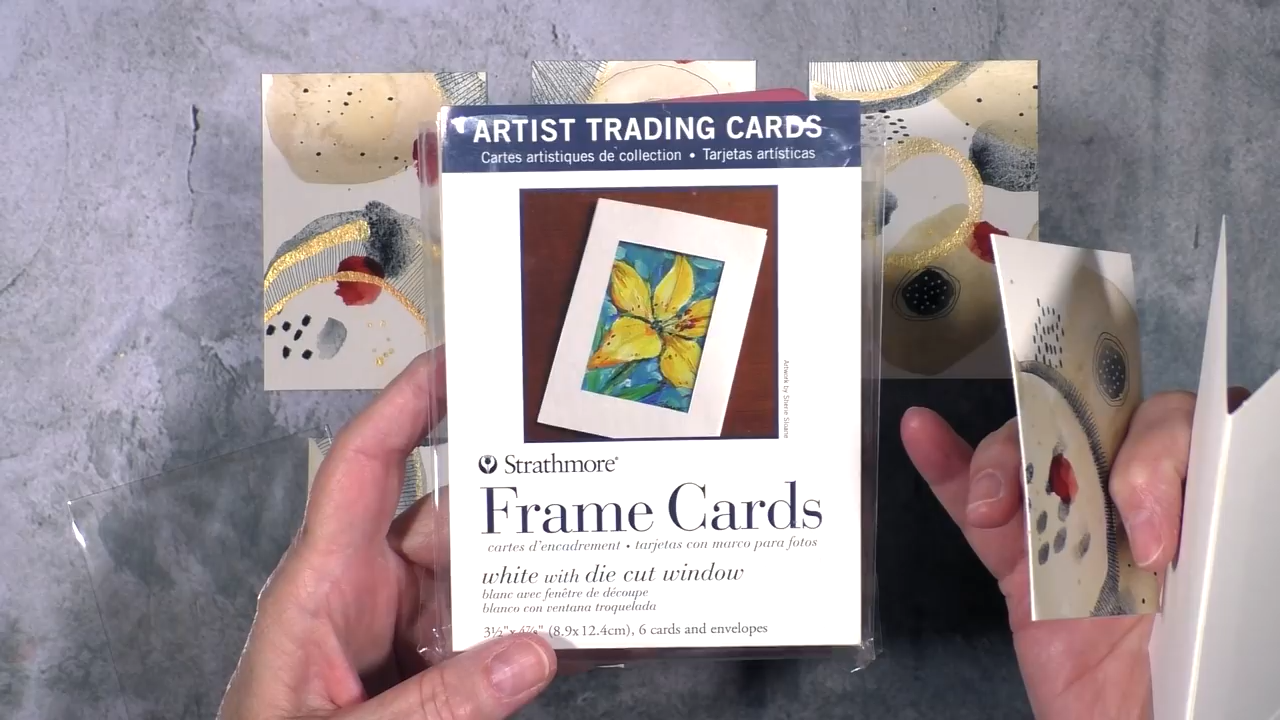 ARTIST TRADING CARDS
Cartes artistiques de collection • Tarjetas artísticas
Artwork by Sherie Sloane
Strathmore®
Frame Cards
cartes d'encadrement • tarjetas con marco para fotos
white with die cut window
blanc avec fenêtre de découpe
blanco con ventana troquelada
3½" x 4⅞" (8.9x12.4cm), 6 cards and envelopes